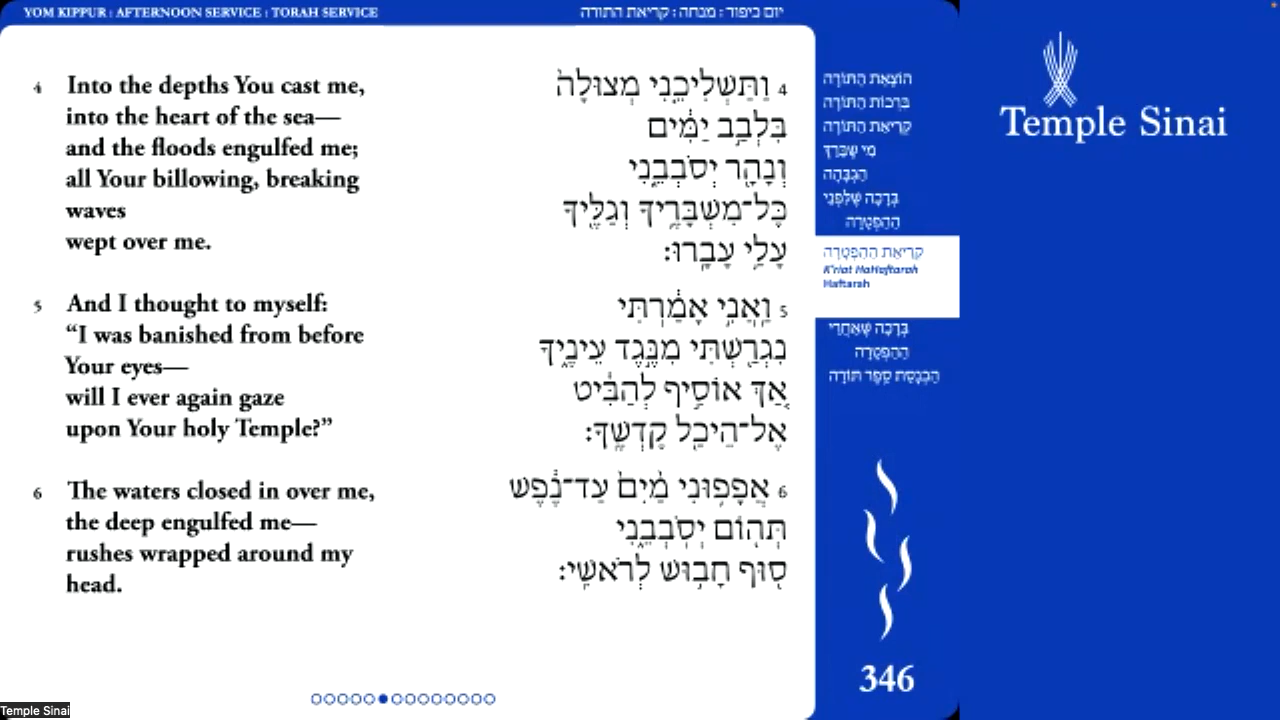 YOM KIPPUR : AFTERNOON SERVICE : TORAH SERVICE
יום כיפור : מנחה : קריאת התורה
4 Into the depths You cast me,
into the heart of the sea—
and the floods engulfed me;
all Your billowing, breaking
waves
wept over me.
5 And I thought to myself:
“I was banished from before
Your eyes—
will I ever again gaze
upon Your holy Temple?”
6 The waters closed in over me,
the deep engulfed me—
rushes wrapped around my
head.
4 וַתַּשְׁלִיכֵ֤נִי מְצוּלָה֙
בִּלְבַ֣ב יַמִּ֔ים
וְנָהָ֖ר יְסֹבְבֵ֑נִי
כׇּל־מִשְׁבָּרֶ֥יךָ וְגַלֶּ֖יךָ
עָלַ֥י עָבָֽרוּ׃
5 וַאֲנִ֣י אָמַ֔רְתִּי
נִגְרַ֖שְׁתִּי מִנֶּ֣גֶד עֵינֶ֑יךָ
אַ֚ךְ אוֹסִ֣יף לְהַבִּ֔יט
אֶל־הֵיכַ֖ל קׇדְשֶֽׁךָ׃
6 אֲפָפ֤וּנִי מַ֙יִם֙ עַד־נֶ֔פֶשׁ
תְּה֖וֹם יְסֹבְבֵ֑נִי
ס֖וּף חָב֥וּשׁ לְרֹאשִֽׁי׃
הוֹצָאַת הַתּוֹרָה
בִּרְכוֹת הַתּוֹרָה
קְרִיאַת הַתּוֹרָה
מִי שֶׁבֵּרַךְ
הַגְבָּהָה
בְּרָכָה שֶׁלִּפְנֵי
הַהַפְטָרָה
קְרִיאַת הַהַפְטָרָה
K'riat HaHaftarah
Haftarah
בְּרָכָה שֶׁאַחֲרֵי
הַהַפְטָרָה
הַכְנָסַת סֵפֶר תּוֹרָה
346
Temple Sinai
Temple Sinai